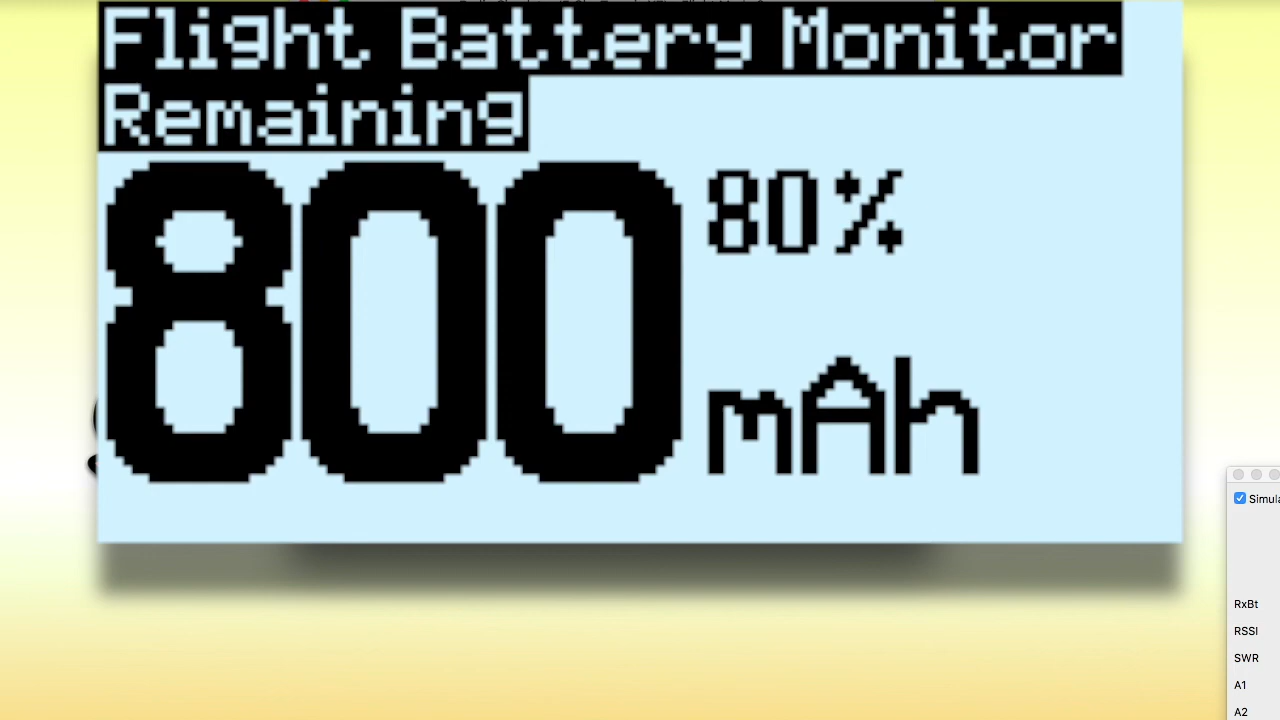 Flight Battery Monitor
Remaining
800 80%
mAh
Simula
RxBt
RSSI
SWR
A1
A2